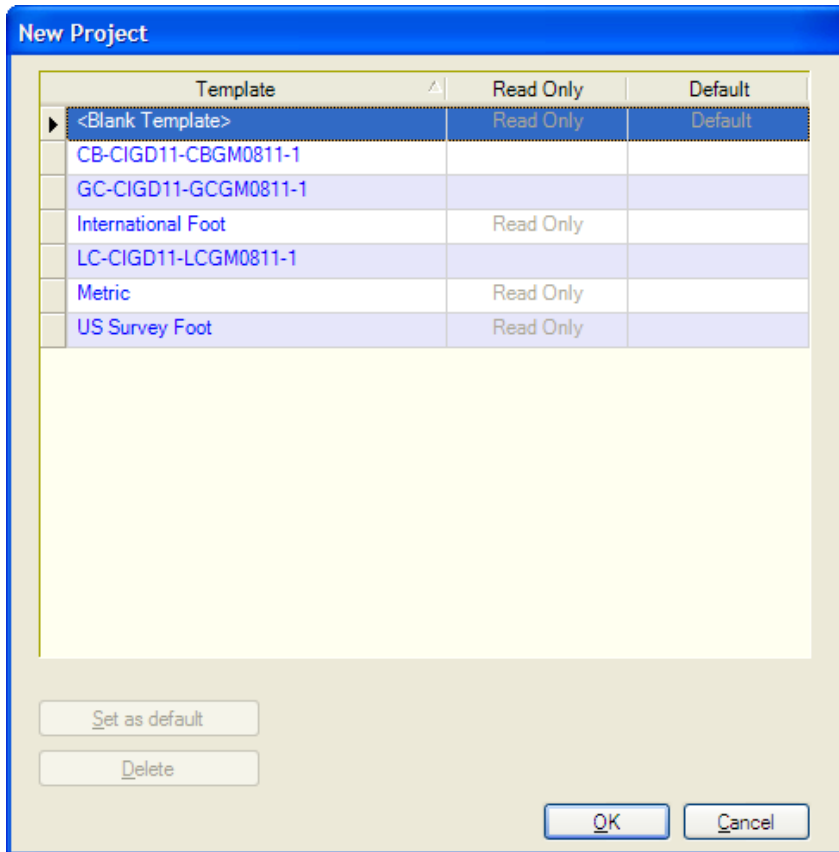 New Project
Template Read Only Default
<Blank Template> Read Only Default
CB-CIGD11-CBGM0811-1
GC-CIGD11-GCGM0811-1
International Foot Read Only
LC-CIGD11-LCGM0811-1
Metric Read Only
US Survey Foot Read Only
Set as default
Delete
OK Cancel